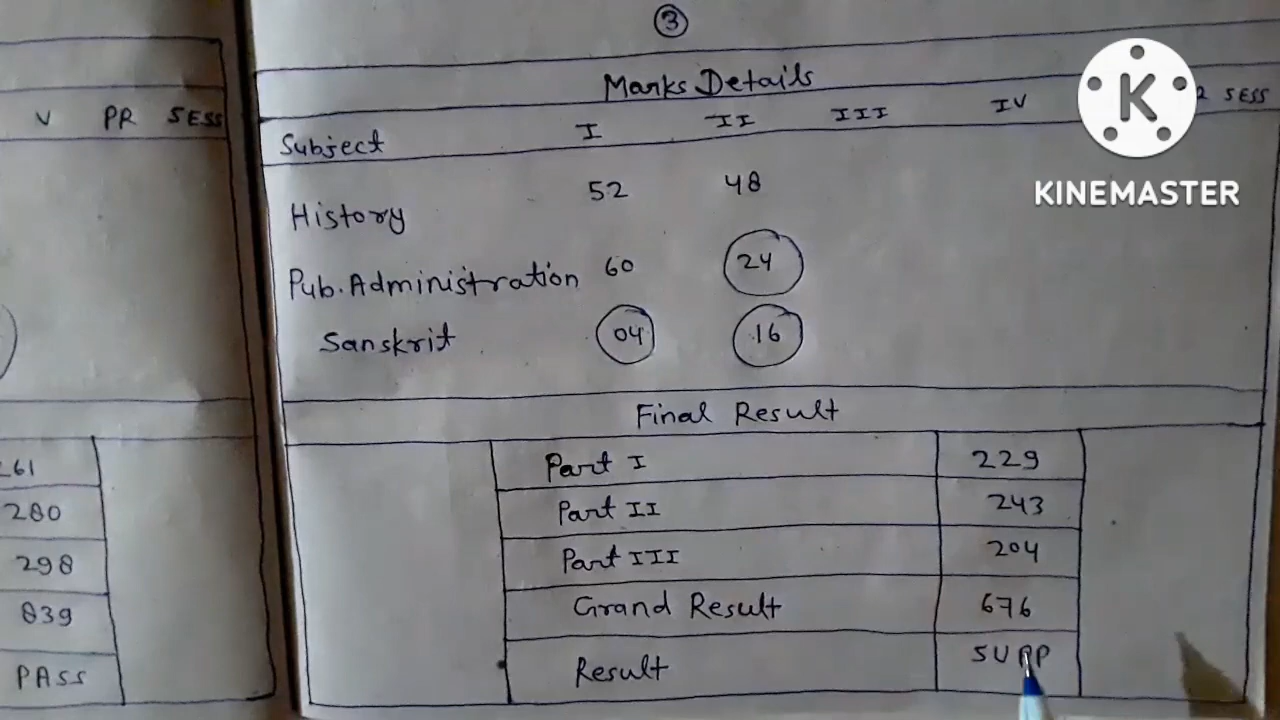 3
Marks Details
V PR SESS
Subject I II III IV SESS
K
KINEMASTER
History 52 48
Pub. Administration 60 24
Sanskrit 04 16
Final Result
261
Part I 229
280
Part II 243
298
Part III 204
839
Grand Result 676
PASS
Result SUPP